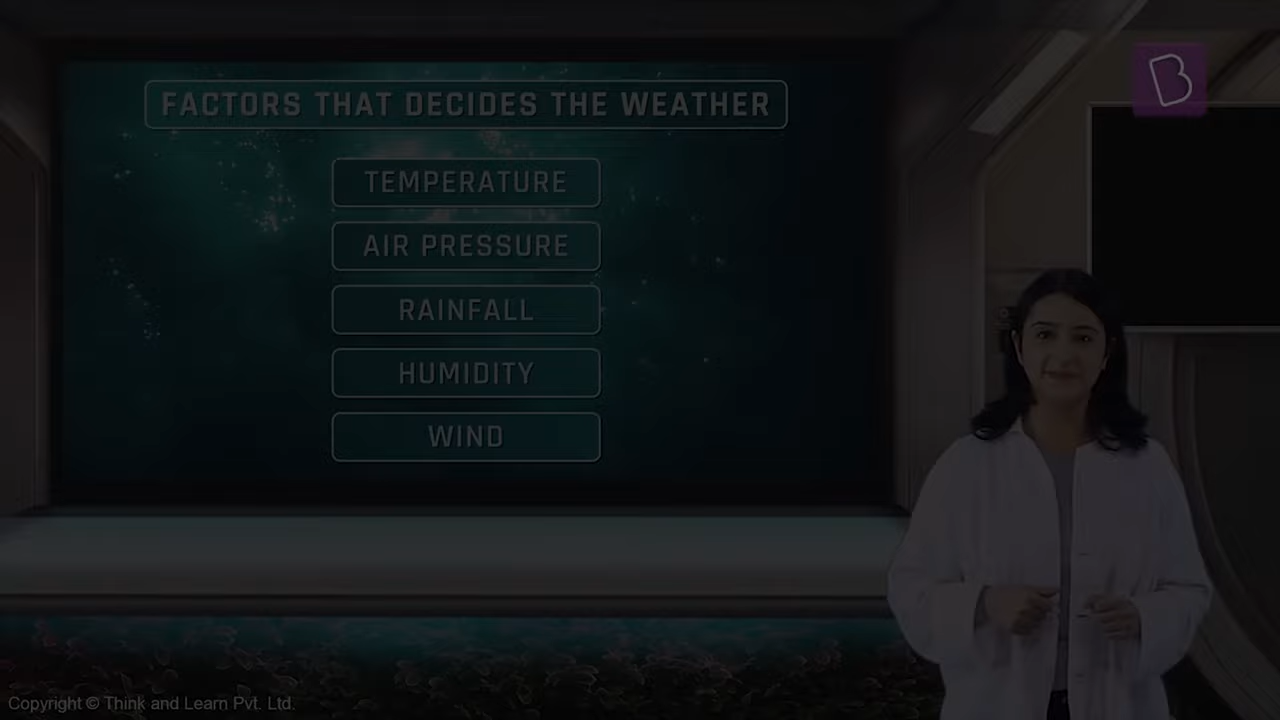 FACTORS THAT DECIDES THE WEATHER
TEMPERATURE
AIR PRESSURE
RAINFALL
HUMIDITY
WIND
B
Copyright © Think and Learn Pvt. Ltd.